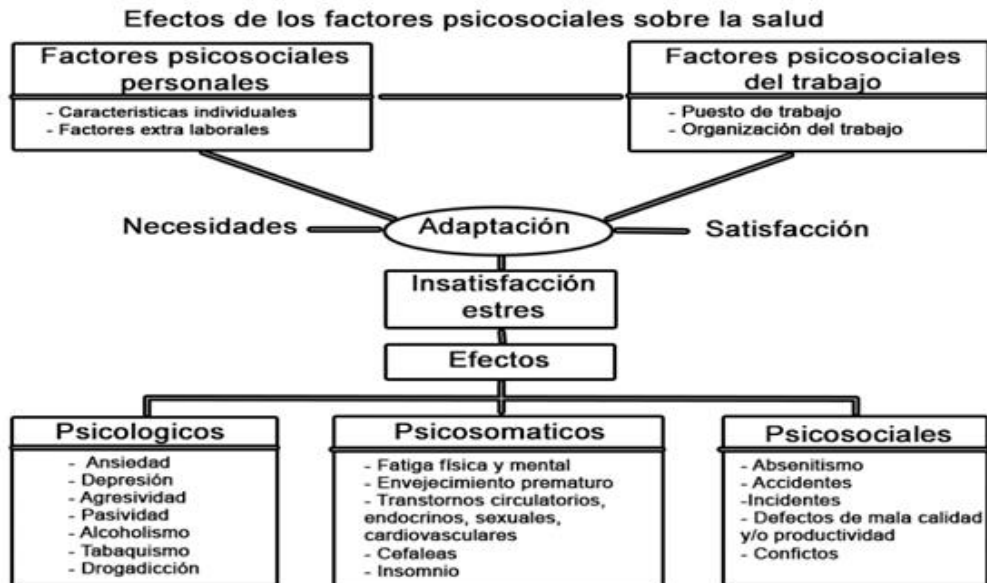 Efectos de los factores psicosociales sobre la salud
Factores psicosociales
personales
- Caracteristicas individuales
- Factores extra laborales
Factores psicosociales
del trabajo
- Puesto de trabajo
- Organización del trabajo
Necesidades
Adaptación
Satisfacción
Insatisfacción
estres
Efectos
Psicologicos
- Ansiedad
- Depresión
- Agresividad
- Pasividad
- Alcoholismo
- Tabaquismo
- Drogadicción
Psicosomaticos
- Fatiga física y mental
- Envejecimiento prematuro
- Transtornos circulatorios,
endocrinos, sexuales,
cardiovasculares
- Cefaleas
- Insomnio
Psicosociales
- Absenitismo
- Accidentes
-Incidentes
- Defectos de mala calidad
y/o productividad
- Confictos